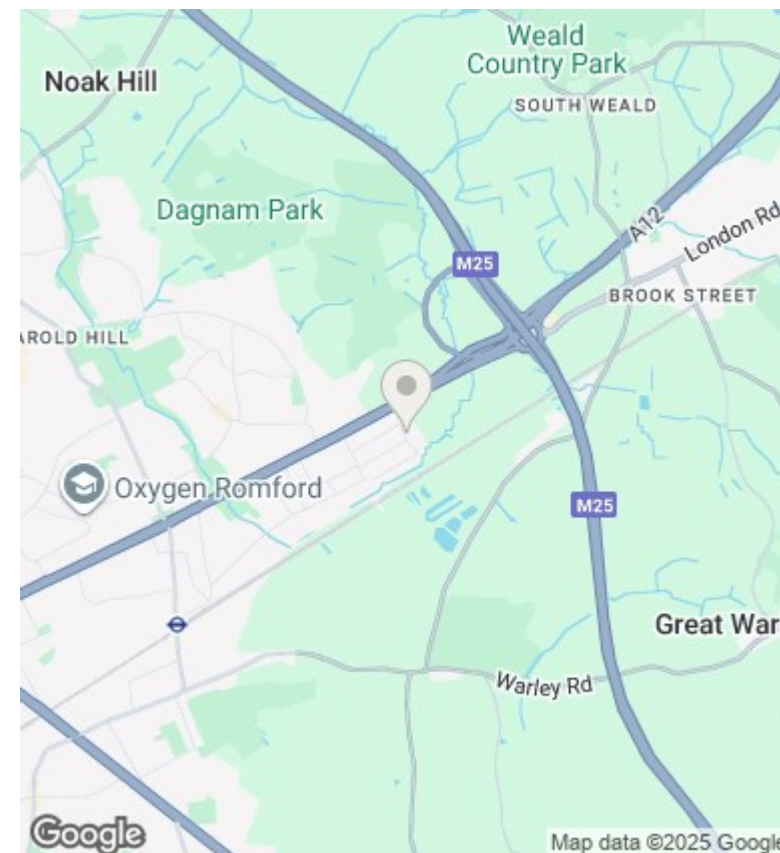 Weald
Country Park
Noak Hill
SOUTH WEALD
Dagnam Park
A12
London Rd
M25
BROOK STREET
AROLD HILL
Oxygen Romford
M25
Great War
Warley Rd
Google
Map data ©2025 Google